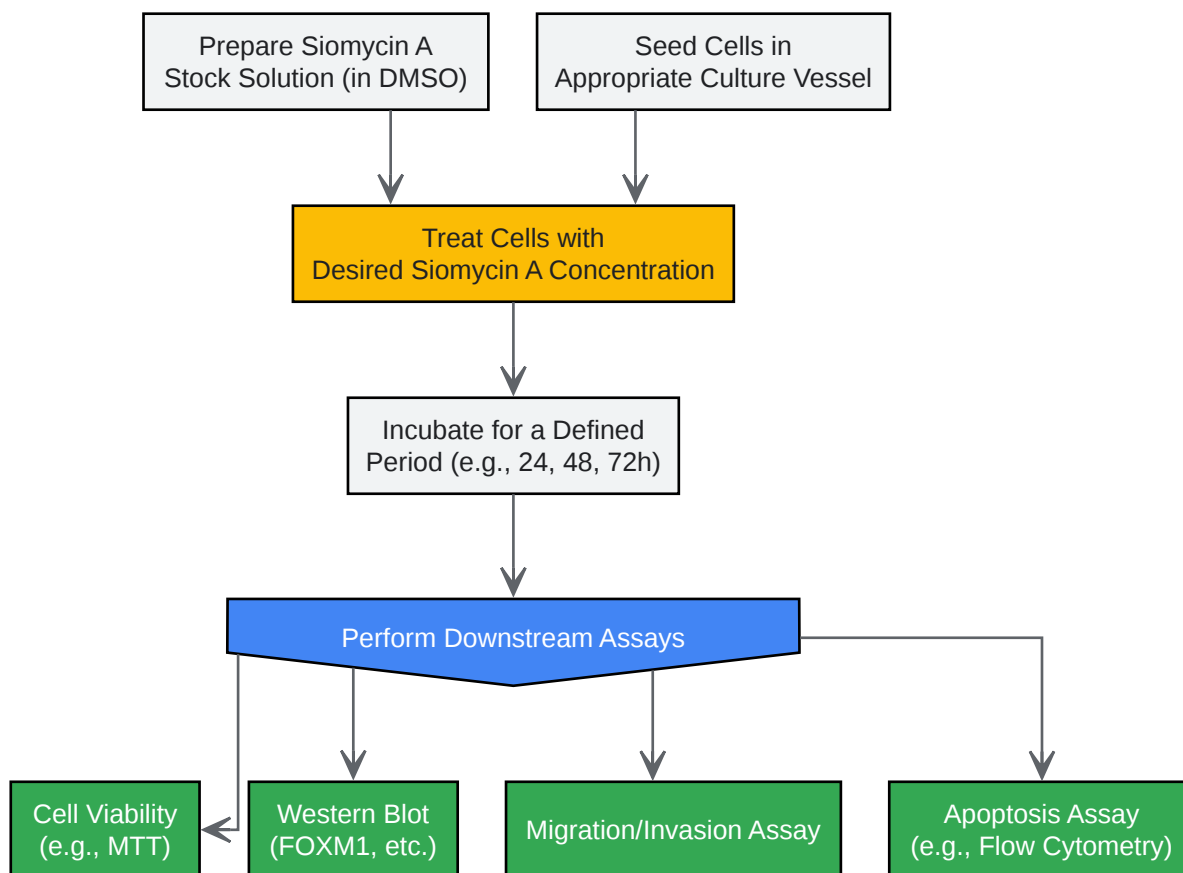 Prepare Siomycin A
Stock Solution (in DMSO)
Seed Cells in
Appropriate Culture Vessel
Treat Cells with
Desired Siomycin A Concentration
Incubate for a Defined
Period (e.g., 24, 48, 72h)
Perform Downstream Assays
Cell Viability
(e.g., MTT)
Western Blot
(FOXM1, etc.)
Migration/Invasion Assay
Apoptosis Assay
(e.g., Flow Cytometry)